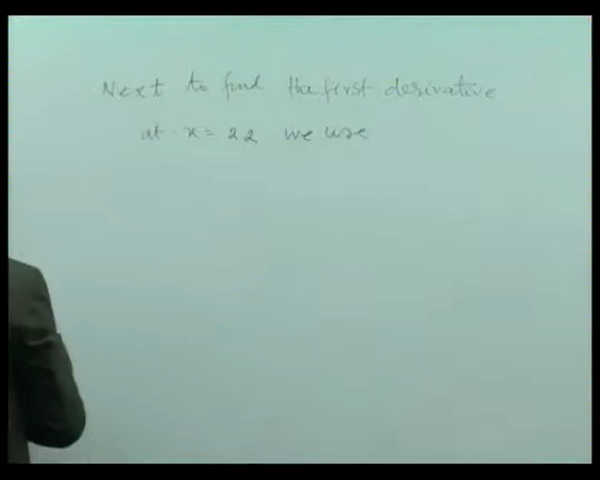 Next to find the first derivative
at x = 2.2 we use